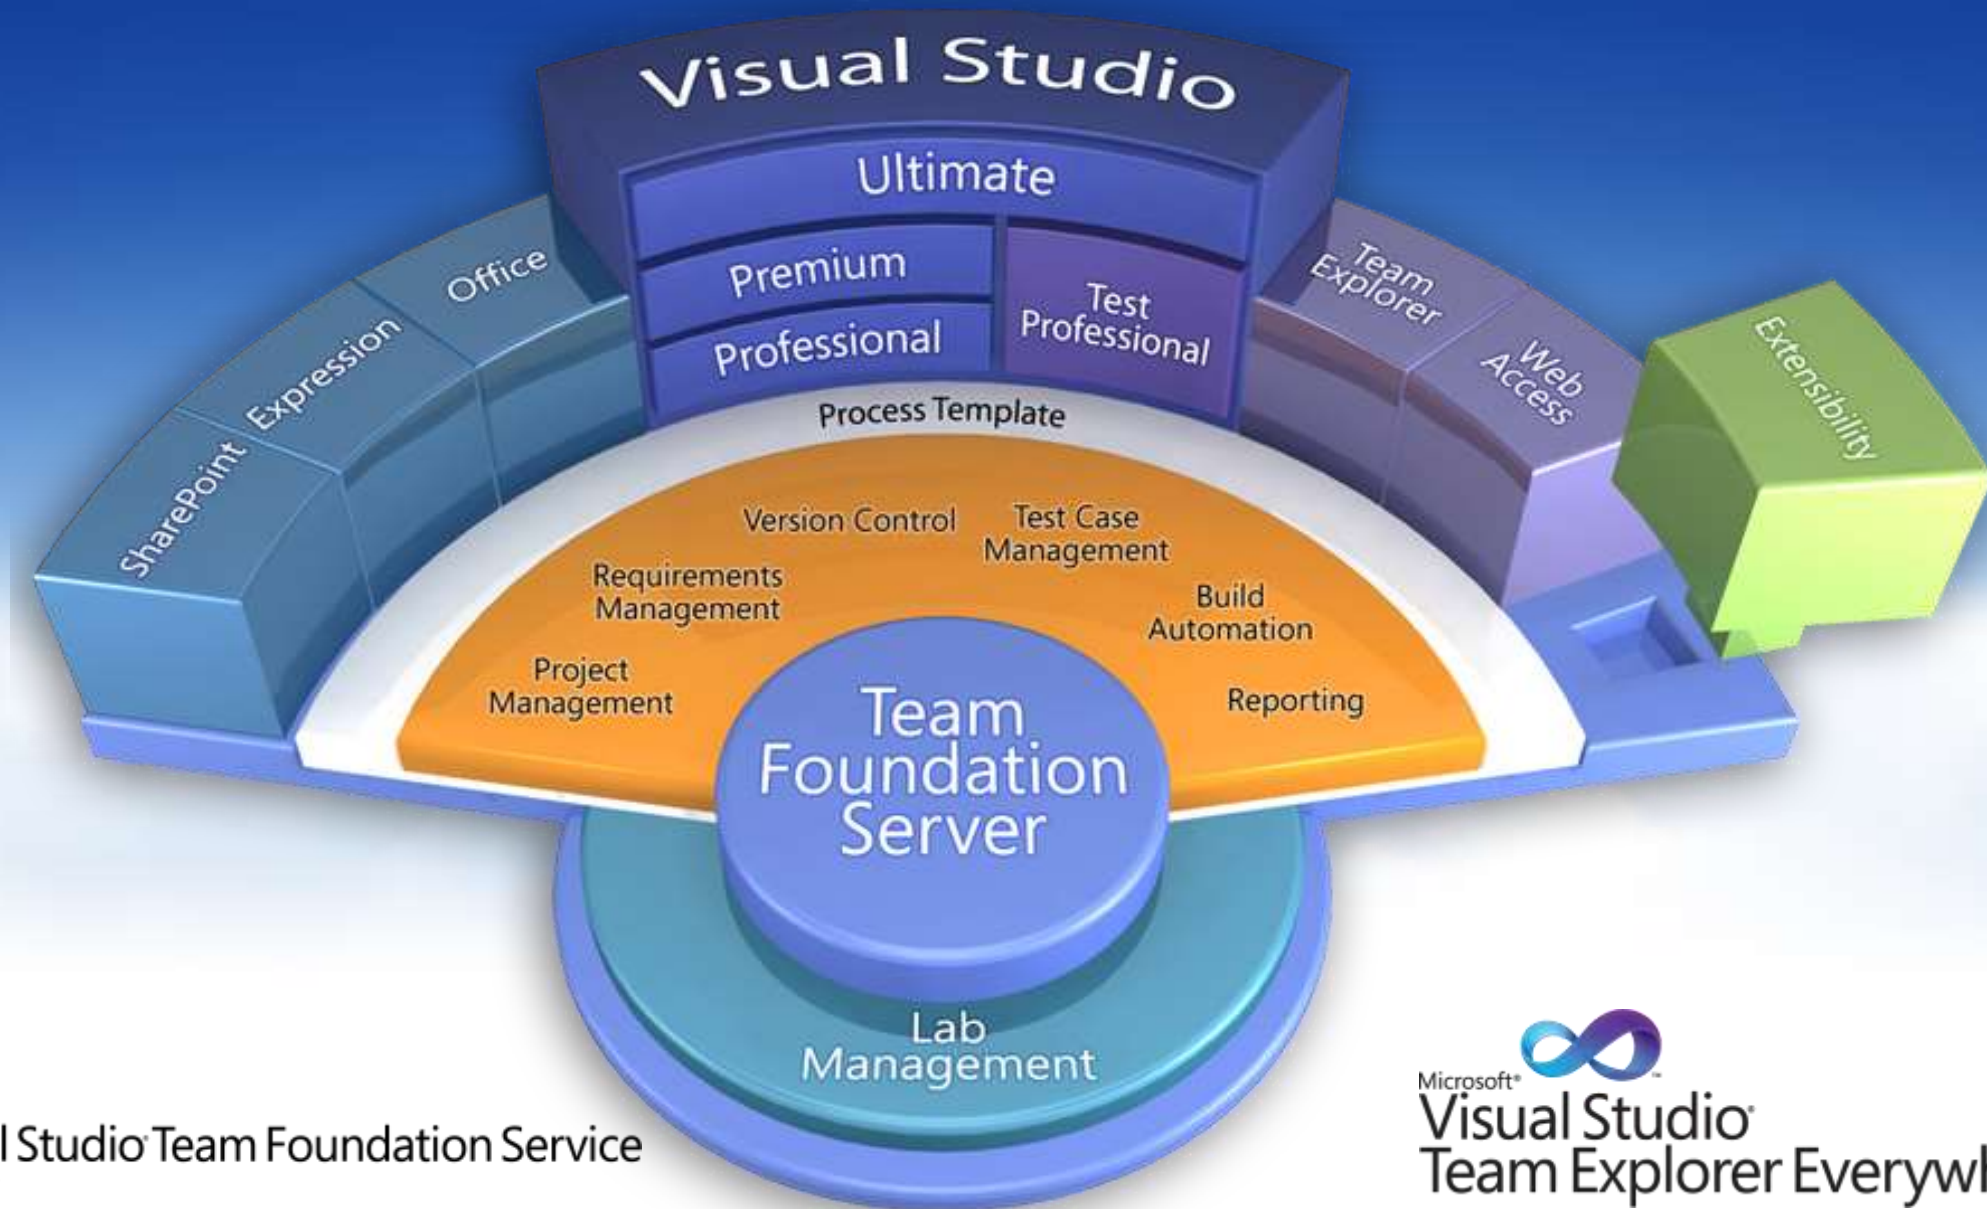 Visual Studio
Ultimate
Premium
Professional
Test
Professional
Office
Expression
SharePoint
Team
Explorer
Web
Access
Extensibility
Process Template
Version Control
Test Case
Management
Requirements
Management
Build
Automation
Project
Management
Reporting
Team
Foundation
Server
Lab
Management
l Studio Team Foundation Service
Microsoft®
Visual Studio
Team Explorer Everywh